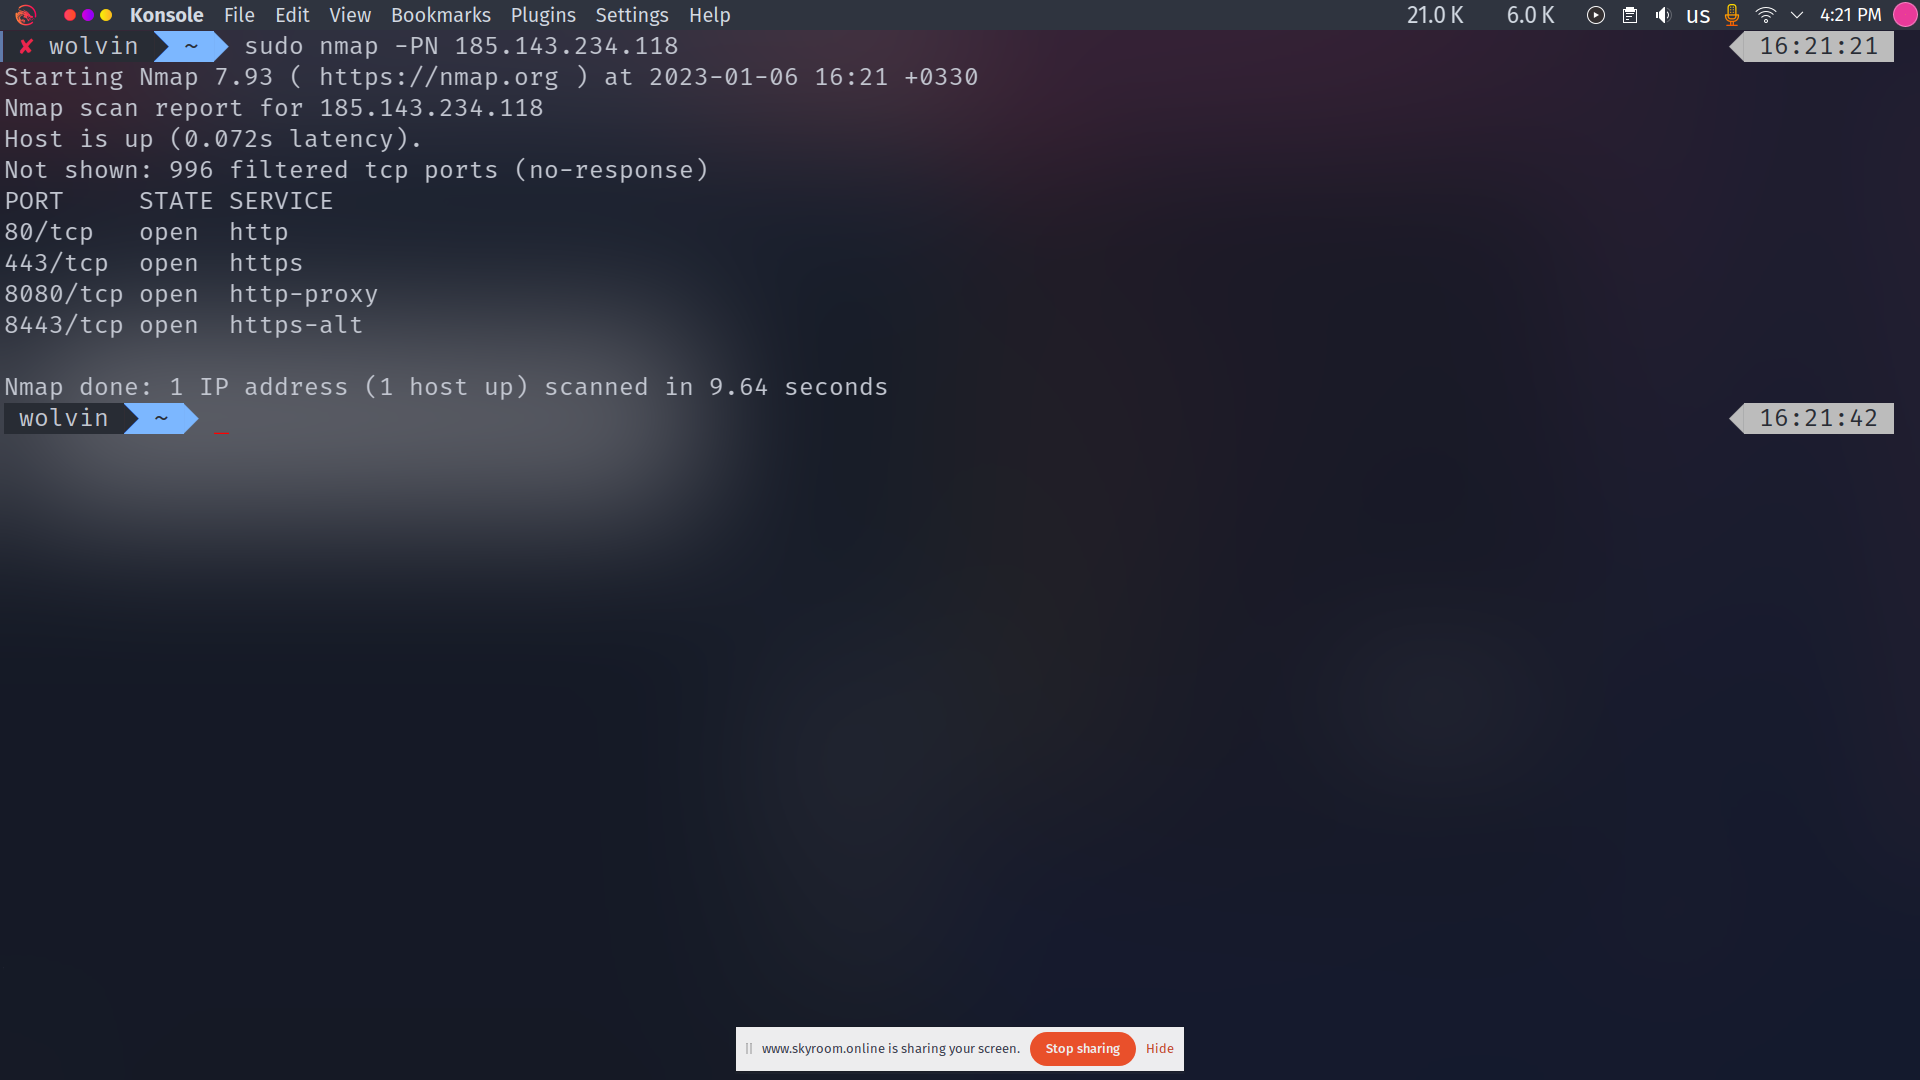 Konsole File Edit View Bookmarks Plugins Settings Help 21.0 K 6.0 K us 4:21 PM
✘ wolvin ~ sudo nmap -PN 185.143.234.118 16:21:21
Starting Nmap 7.93 ( https://nmap.org ) at 2023-01-06 16:21 +0330
Nmap scan report for 185.143.234.118
Host is up (0.072s latency).
Not shown: 996 filtered tcp ports (no-response)
PORT     STATE SERVICE
80/tcp   open  http
443/tcp  open  https
8080/tcp open  http-proxy
8443/tcp open  https-alt
Nmap done: 1 IP address (1 host up) scanned in 9.64 seconds
wolvin ~ _ 16:21:42
www.skyroom.online is sharing your screen. Stop sharing Hide